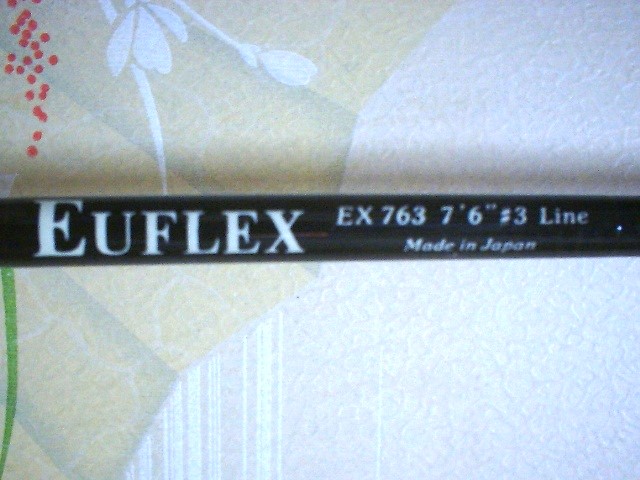 EUFLEX EX 763 7'6" #3 Line
Made in Japan